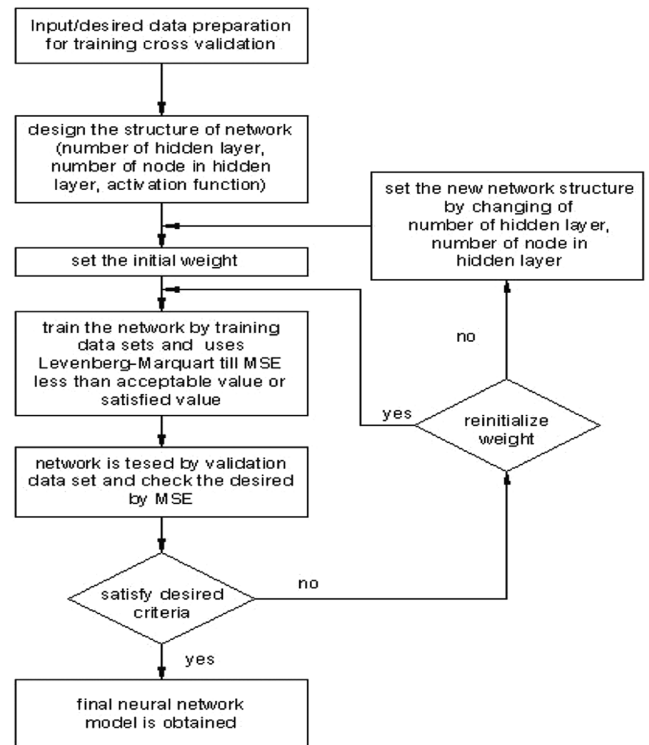 Input/desired data preparation
for training cross validation
design the structure of network
(number of hidden layer,
number of node in hidden
layer, activation function)
set the new network structure
by changing of
number of hidden layer,
number of node in
hidden layer
set the initial weight
train the network by training
data sets and uses
Levenberg-Marquart till MSE
less than acceptable value or
satisfied value
no
yes
reinitialize
weight
network is tesed by validation
data set and check the desired
by MSE
satisfy desired
criteria
no
yes
final neural network
model is obtained